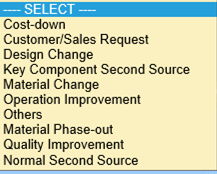 ---- SELECT ----
Cost-down
Customer/Sales Request
Design Change
Key Component Second Source
Material Change
Operation Improvement
Others
Material Phase-out
Quality Improvement
Normal Second Source